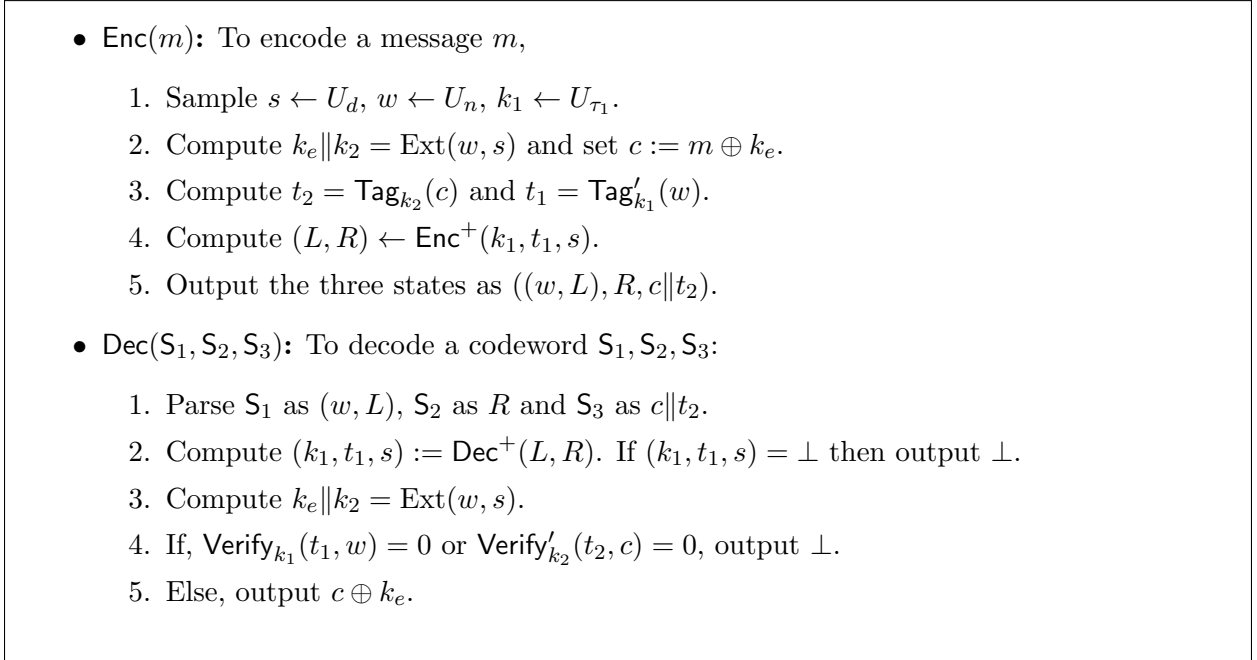 • Enc(m): To encode a message m,
1. Sample s ← U_d, w ← U_n, k_1 ← U_{τ_1}.
2. Compute k_e‖k_2 = Ext(w, s) and set c := m ⊕ k_e.
3. Compute t_2 = Tag_{k_2}(c) and t_1 = Tag′_{k_1}(w).
4. Compute (L, R) ← Enc^+(k_1, t_1, s).
5. Output the three states as ((w, L), R, c‖t_2).
• Dec(S_1, S_2, S_3): To decode a codeword S_1, S_2, S_3:
1. Parse S_1 as (w, L), S_2 as R and S_3 as c‖t_2.
2. Compute (k_1, t_1, s) := Dec^+(L, R). If (k_1, t_1, s) = ⊥ then output ⊥.
3. Compute k_e‖k_2 = Ext(w, s).
4. If, Verify_{k_1}(t_1, w) = 0 or Verify′_{k_2}(t_2, c) = 0, output ⊥.
5. Else, output c ⊕ k_e.